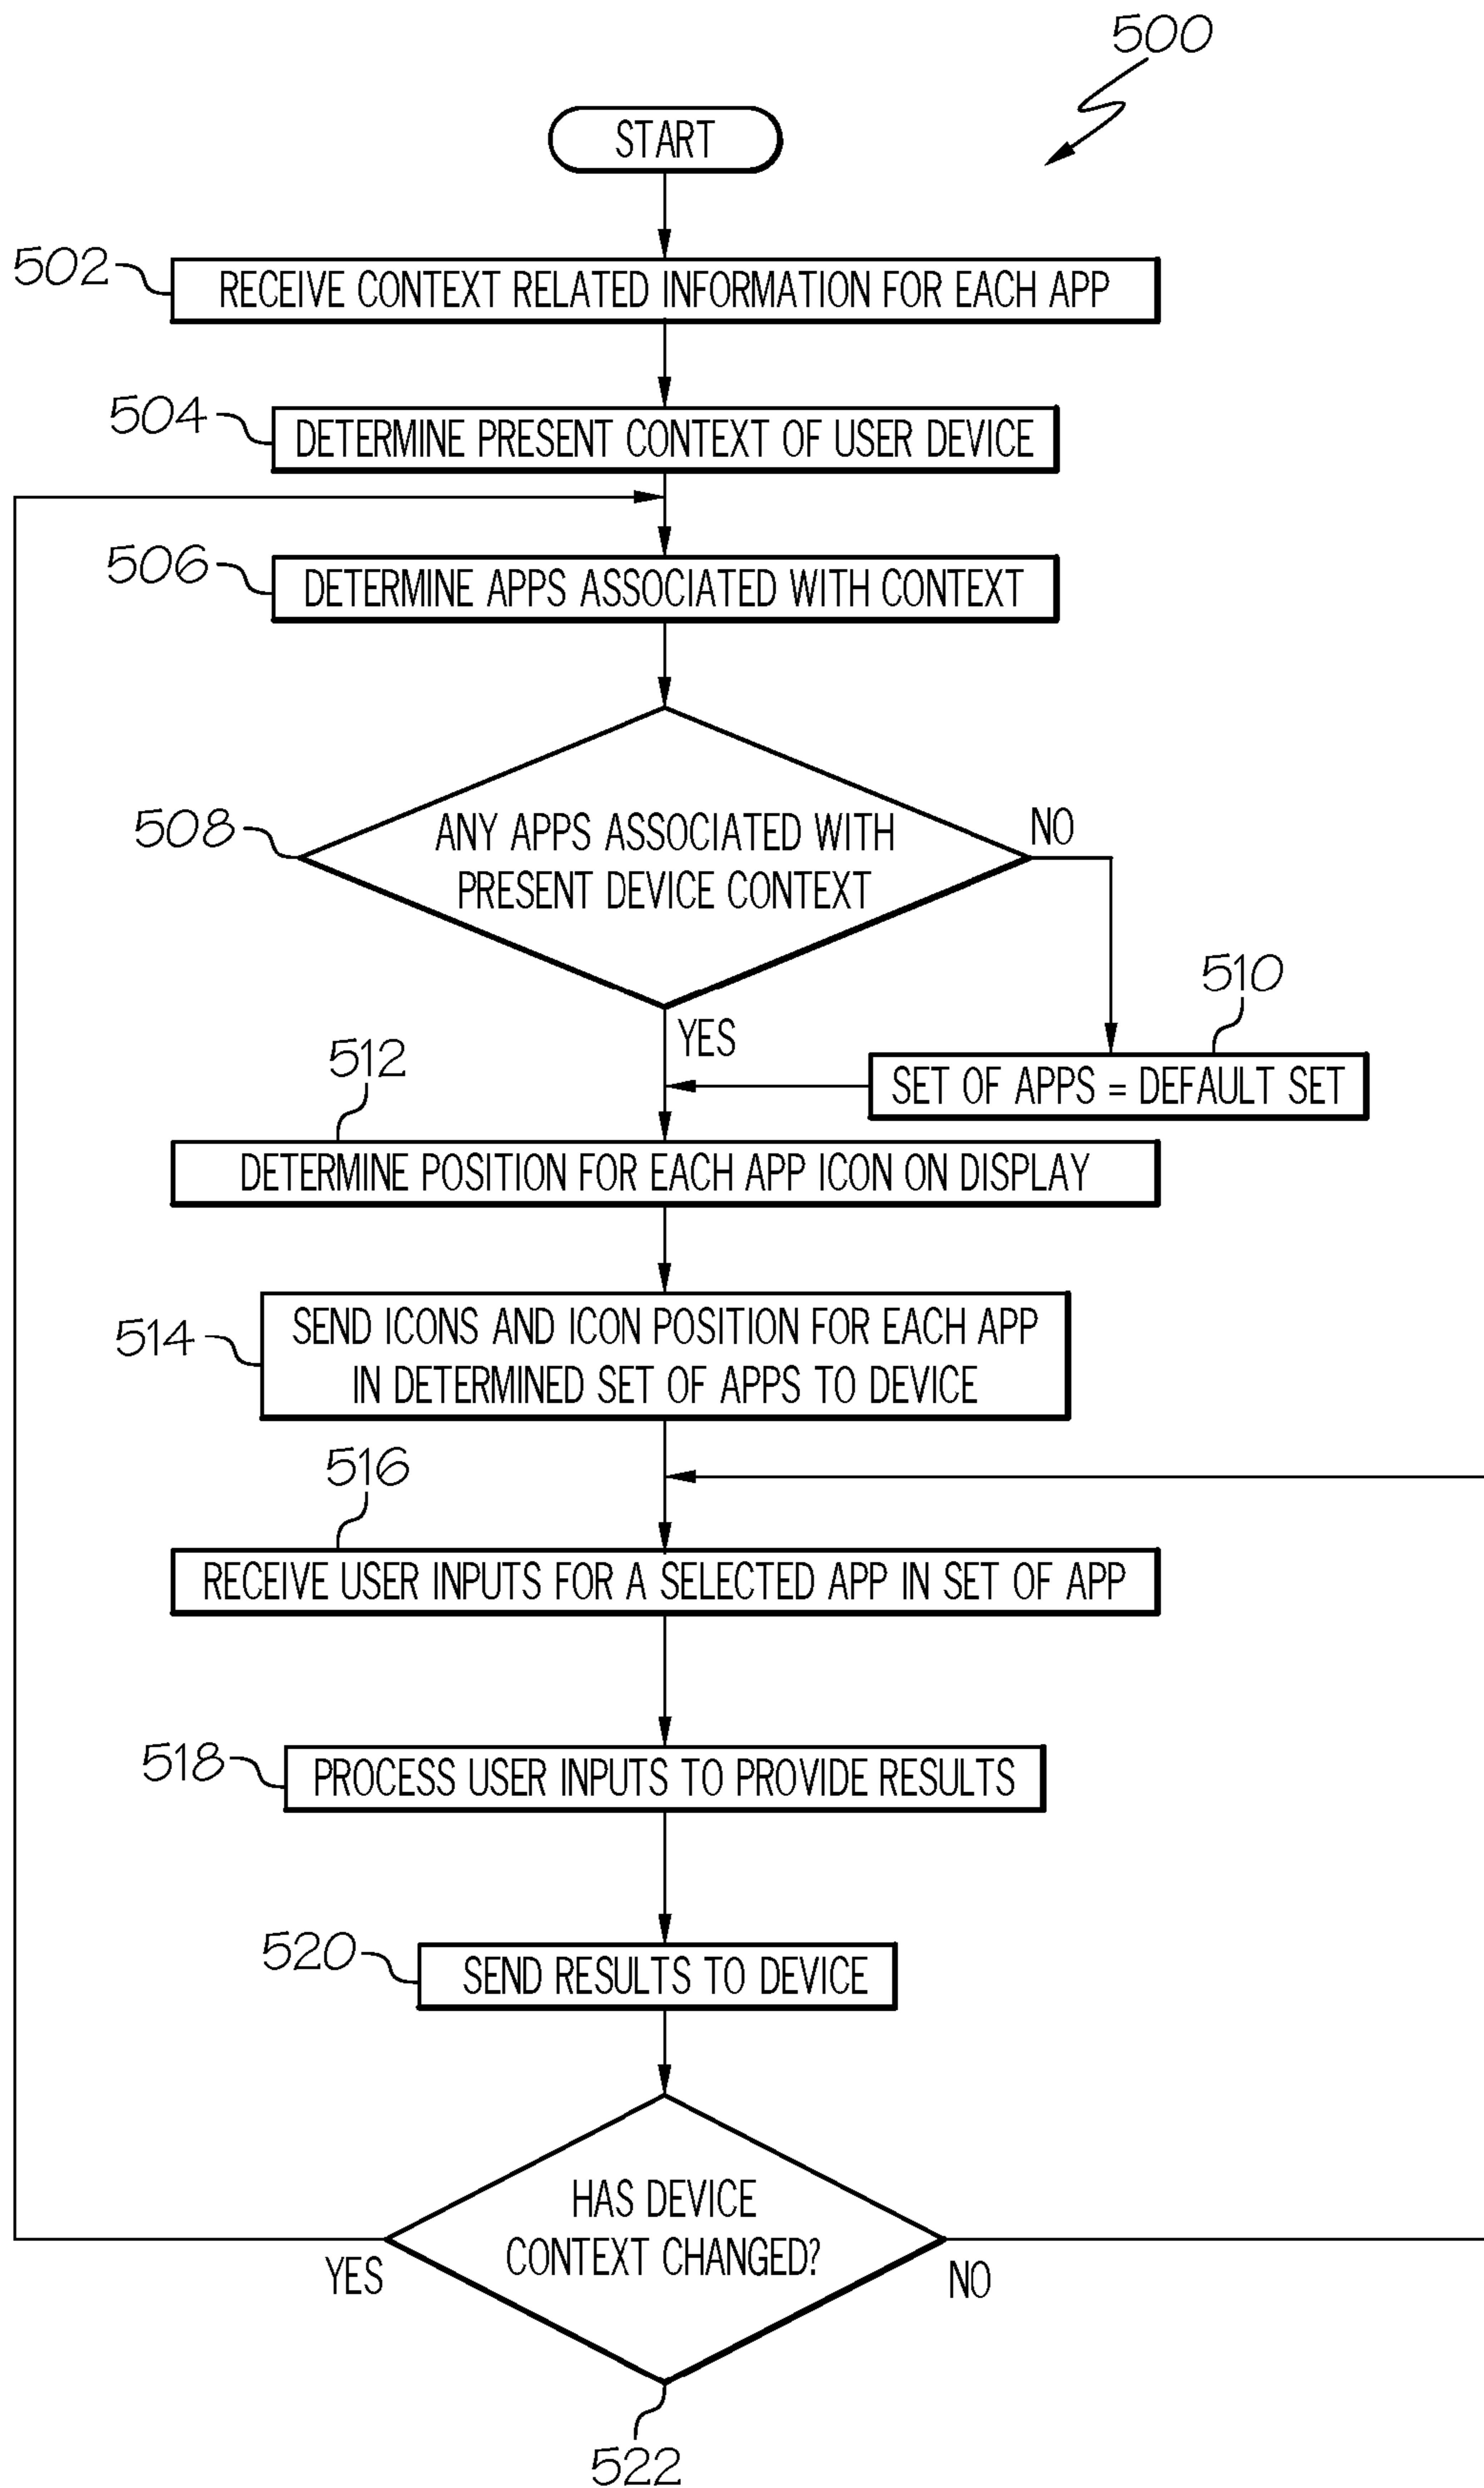 500
START
502
RECEIVE CONTEXT RELATED INFORMATION FOR EACH APP
504
DETERMINE PRESENT CONTEXT OF USER DEVICE
506
DETERMINE APPS ASSOCIATED WITH CONTEXT
508
ANY APPS ASSOCIATED WITH
PRESENT DEVICE CONTEXT
NO
510
YES
SET OF APPS = DEFAULT SET
512
DETERMINE POSITION FOR EACH APP ICON ON DISPLAY
514
SEND ICONS AND ICON POSITION FOR EACH APP
IN DETERMINED SET OF APPS TO DEVICE
516
RECEIVE USER INPUTS FOR A SELECTED APP IN SET OF APP
518
PROCESS USER INPUTS TO PROVIDE RESULTS
520
SEND RESULTS TO DEVICE
HAS DEVICE
CONTEXT CHANGED?
YES
NO
522